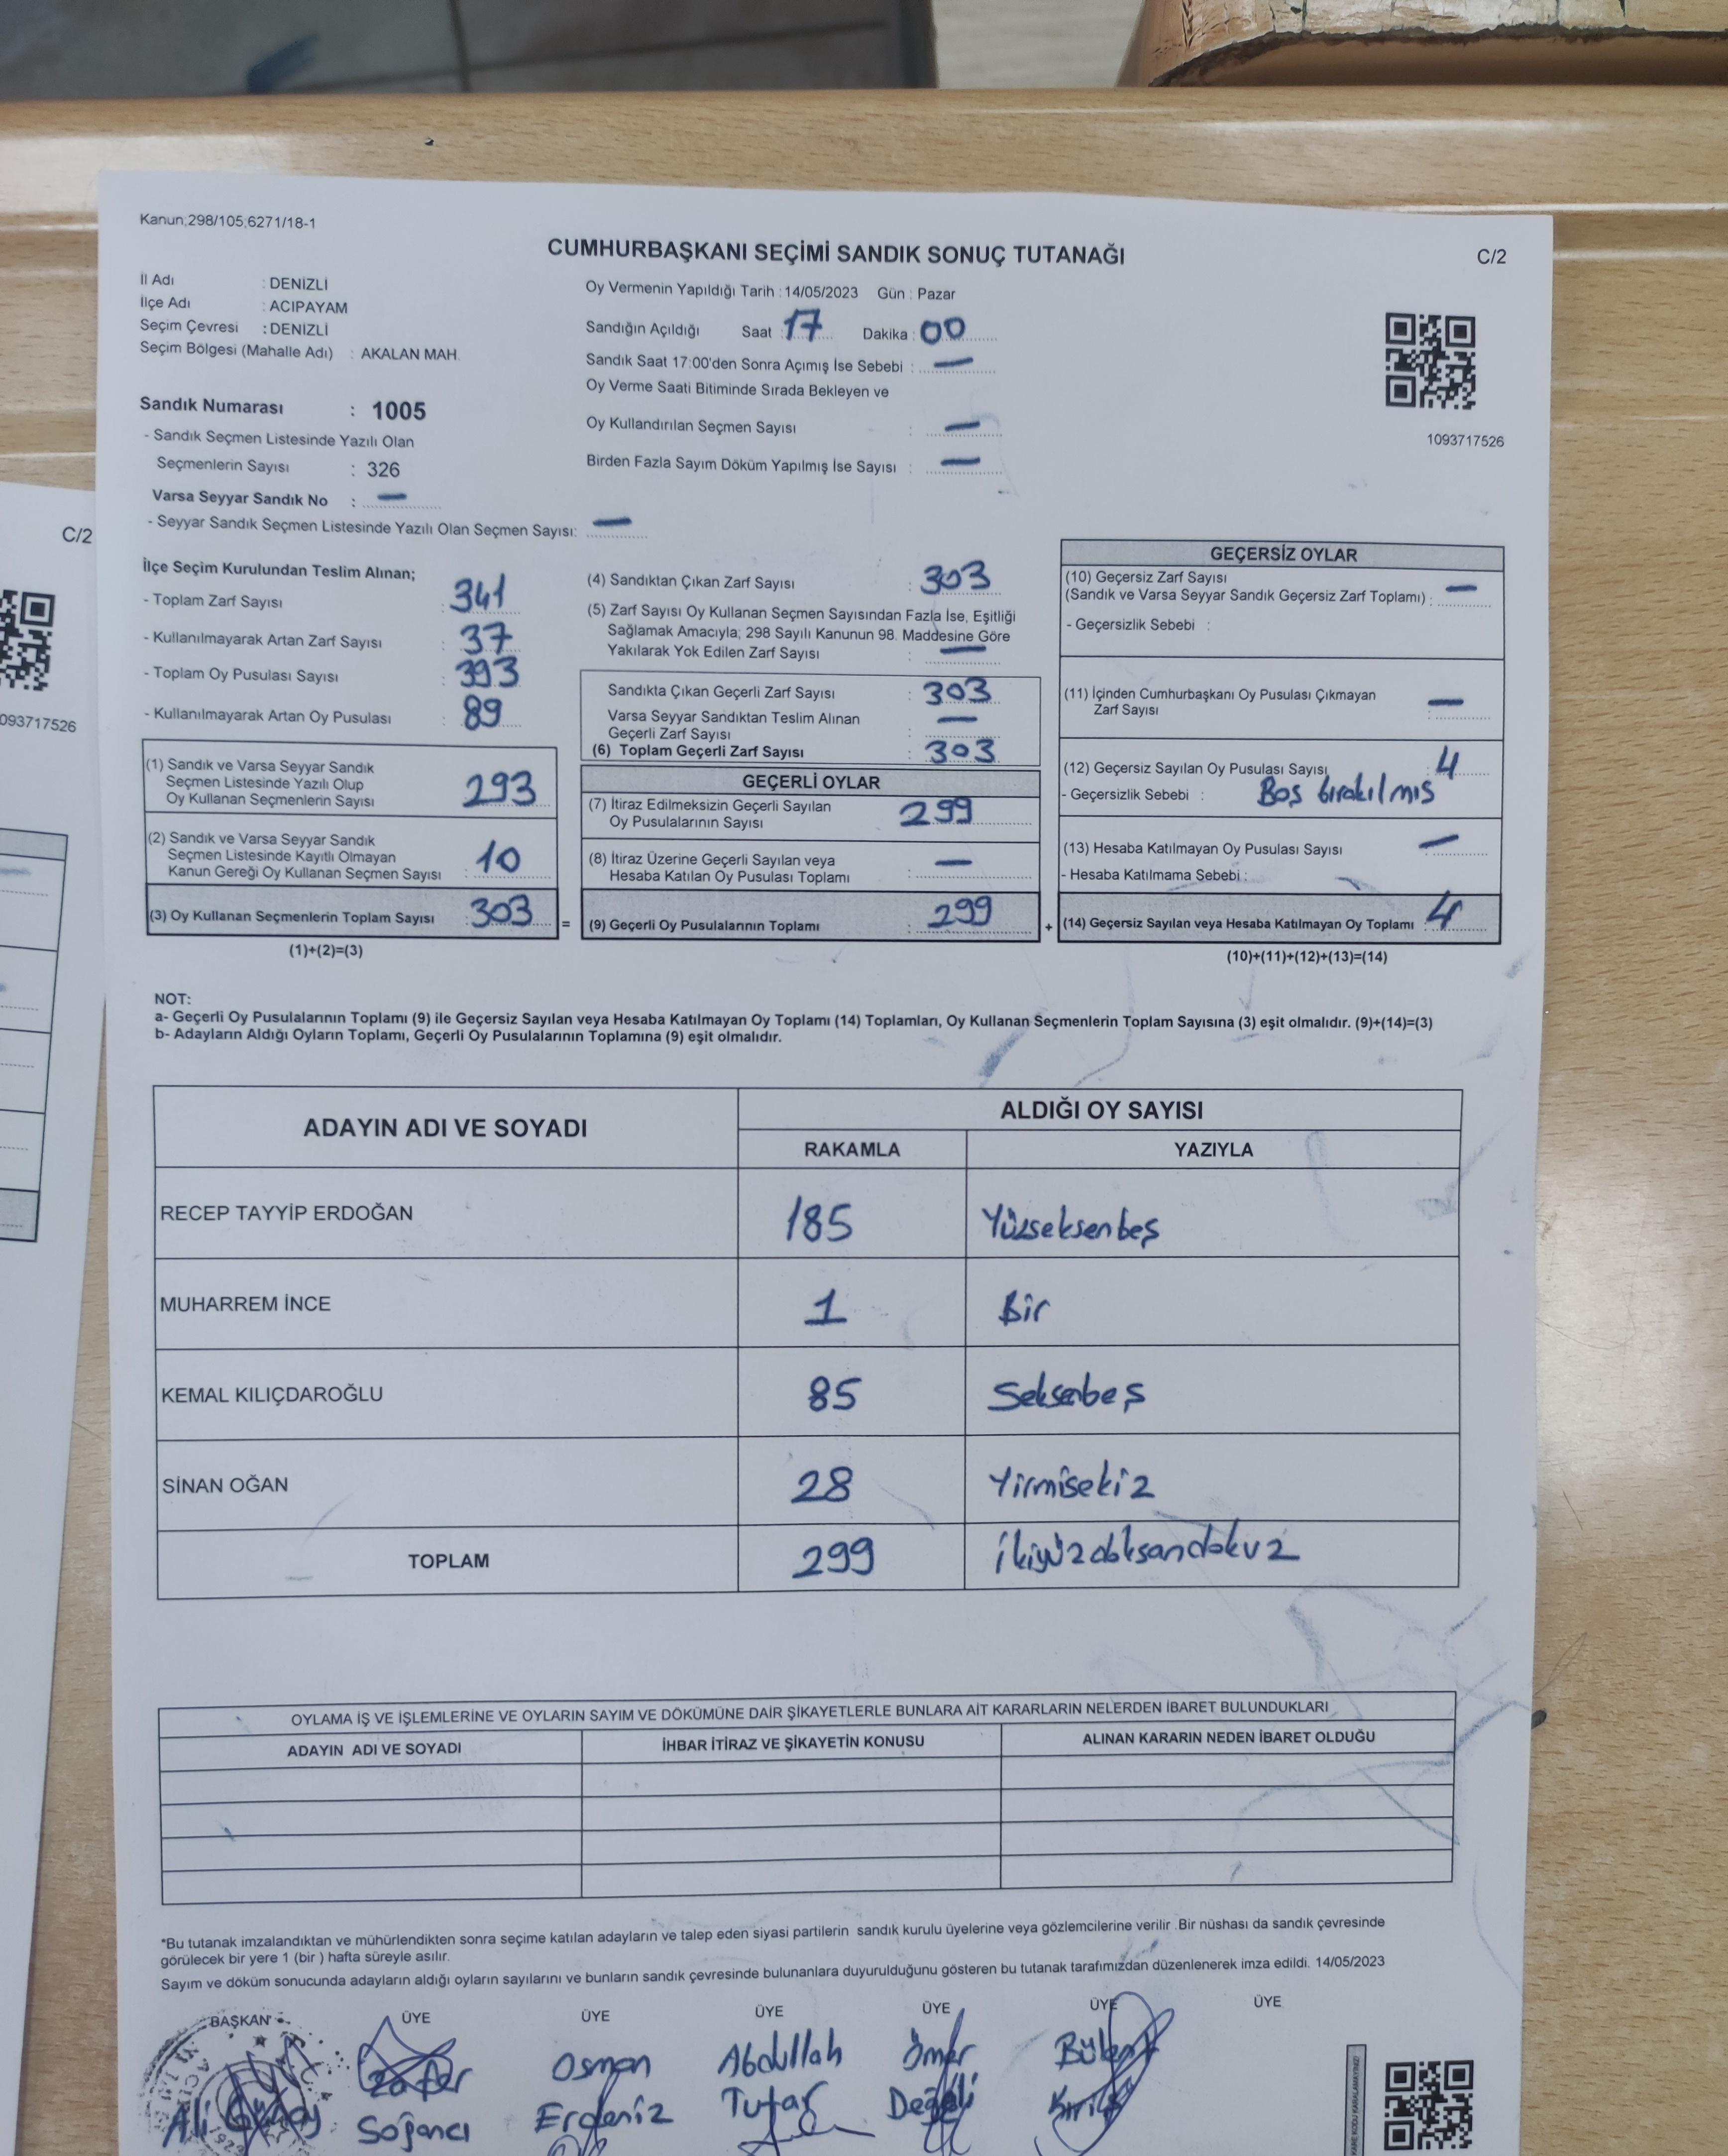 Kanun;298/105,6271/18-1
CUMHURBAŞKANI SEÇİMİ SANDIK SONUÇ TUTANAĞI
C/2
İl Adı : DENİZLİ
İlçe Adı : ACIPAYAM
Seçim Çevresi : DENİZLİ
Seçim Bölgesi (Mahalle Adı) : AKALAN MAH.
Sandık Numarası : 1005
- Sandık Seçmen Listesinde Yazılı Olan
Seçmenlerin Sayısı : 326
Varsa Seyyar Sandık No : —
- Seyyar Sandık Seçmen Listesinde Yazılı Olan Seçmen Sayısı: —
Oy Vermenin Yapıldığı Tarih : 14/05/2023 Gün : Pazar
Sandığın Açıldığı Saat : 17 Dakika : 00
Sandık Saat 17:00'den Sonra Açımış İse Sebebi : —
Oy Verme Saati Bitiminde Sırada Bekleyen ve
Oy Kullandırılan Seçmen Sayısı : —
Birden Fazla Sayım Döküm Yapılmış İse Sayısı : —
1093717526
C/2
093717526
İlçe Seçim Kurulundan Teslim Alınan;
- Toplam Zarf Sayısı : 341
- Kullanılmayarak Artan Zarf Sayısı : 37
- Toplam Oy Pusulası Sayısı : 393
- Kullanılmayarak Artan Oy Pusulası : 89
(1) Sandık ve Varsa Seyyar Sandık
Seçmen Listesinde Yazılı Olup
Oy Kullanan Seçmenlerin Sayısı : 293
(2) Sandık ve Varsa Seyyar Sandık
Seçmen Listesinde Kayıtlı Olmayan
Kanun Gereği Oy Kullanan Seçmen Sayısı : 10
(3) Oy Kullanan Seçmenlerin Toplam Sayısı : 303
(1)+(2)=(3)
=
(4) Sandıktan Çıkan Zarf Sayısı : 303
(5) Zarf Sayısı Oy Kullanan Seçmen Sayısından Fazla İse, Eşitliği
Sağlamak Amacıyla; 298 Sayılı Kanunun 98. Maddesine Göre
Yakılarak Yok Edilen Zarf Sayısı : —
Sandıkta Çıkan Geçerli Zarf Sayısı : 303
Varsa Seyyar Sandıktan Teslim Alınan
Geçerli Zarf Sayısı : —
(6) Toplam Geçerli Zarf Sayısı : 303
GEÇERLİ OYLAR
(7) İtiraz Edilmeksizin Geçerli Sayılan
Oy Pusulalarının Sayısı 299
(8) İtiraz Üzerine Geçerli Sayılan veya
Hesaba Katılan Oy Pusulası Toplamı : —
(9) Geçerli Oy Pusulalarının Toplamı : 299
+
GEÇERSİZ OYLAR
(10) Geçersiz Zarf Sayısı
(Sandık ve Varsa Seyyar Sandık Geçersiz Zarf Toplamı) : —
- Geçersizlik Sebebi :
(11) İçinden Cumhurbaşkanı Oy Pusulası Çıkmayan
Zarf Sayısı : —
(12) Geçersiz Sayılan Oy Pusulası Sayısı : 4
- Geçersizlik Sebebi : Boş bırakılmış
(13) Hesaba Katılmayan Oy Pusulası Sayısı : —
- Hesaba Katılmama Sebebi :
(14) Geçersiz Sayılan veya Hesaba Katılmayan Oy Toplamı : 4
(10)+(11)+(12)+(13)=(14)
NOT:
a- Geçerli Oy Pusulalarının Toplamı (9) ile Geçersiz Sayılan veya Hesaba Katılmayan Oy Toplamı (14) Toplamları, Oy Kullanan Seçmenlerin Toplam Sayısına (3) eşit olmalıdır. (9)+(14)=(3)
b- Adayların Aldığı Oyların Toplamı, Geçerli Oy Pusulalarının Toplamına (9) eşit olmalıdır.
ADAYIN ADI VE SOYADI ALDIĞI OY SAYISI
RAKAMLA YAZIYLA
RECEP TAYYİP ERDOĞAN 185 Yüzseksenbeş
MUHARREM İNCE 1 Bir
KEMAL KILIÇDAROĞLU 85 Seksenbeş
SİNAN OĞAN 28 Yirmisekiz
TOPLAM 299 ikiyüzdoksandokuz
OYLAMA İŞ VE İŞLEMLERİNE VE OYLARIN SAYIM VE DÖKÜMÜNE DAİR ŞİKAYETLERLE BUNLARA AİT KARARLARIN NELERDEN İBARET BULUNDUKLARI
ADAYIN ADI VE SOYADI İHBAR İTİRAZ VE ŞİKAYETİN KONUSU ALINAN KARARIN NEDEN İBARET OLDUĞU
*Bu tutanak imzalandıktan ve mühürlendikten sonra seçime katılan adayların ve talep eden siyasi partilerin sandık kurulu üyelerine veya gözlemcilerine verilir .Bir nüshası da sandık çevresinde
görülecek bir yere 1 (bir ) hafta süreyle asılır.
Sayım ve döküm sonucunda adayların aldığı oyların sayılarını ve bunların sandık çevresinde bulunanlara duyurulduğunu gösteren bu tutanak tarafımızdan düzenlenerek imza edildi. 14/05/2023
BAŞKAN ÜYE ÜYE ÜYE ÜYE ÜYE ÜYE
Zafer Osman Abdullah Ömer Bülent
Ali Soğancı Erdeniz Tutar Değeli